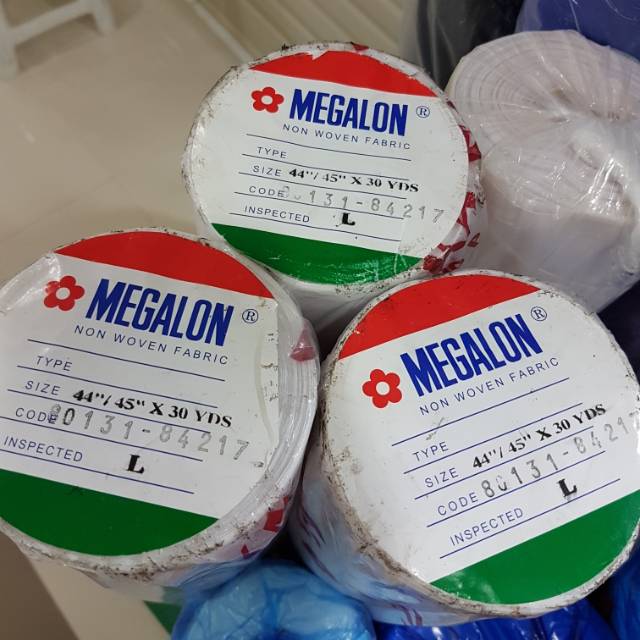 MEGALON ®
NON WOVEN FABRIC
TYPE
SIZE 44"/45" X 30 YDS
CODE 80131-84217
INSPECTED L
MEGALON ®
NON WOVEN FABRIC
TYPE
SIZE 44"/45" X 30 YDS
CODE 80131-84217
INSPECTED L
MEGALON ®
NON WOVEN FABRIC
TYPE
SIZE 44"/45" X 30 YDS
CODE 80131-84217
INSPECTED L